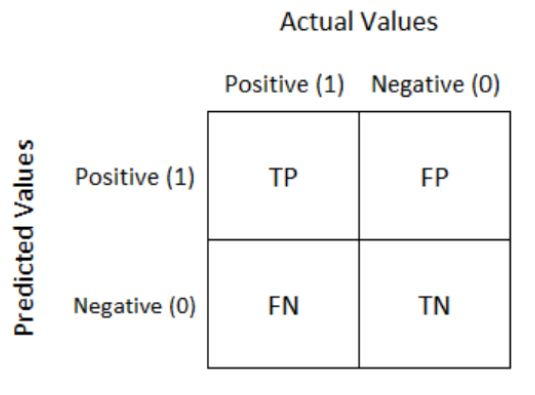 Actual Values
Positive (1) Negative (0)
Predicted Values
Positive (1) TP FP
Negative (0) FN TN